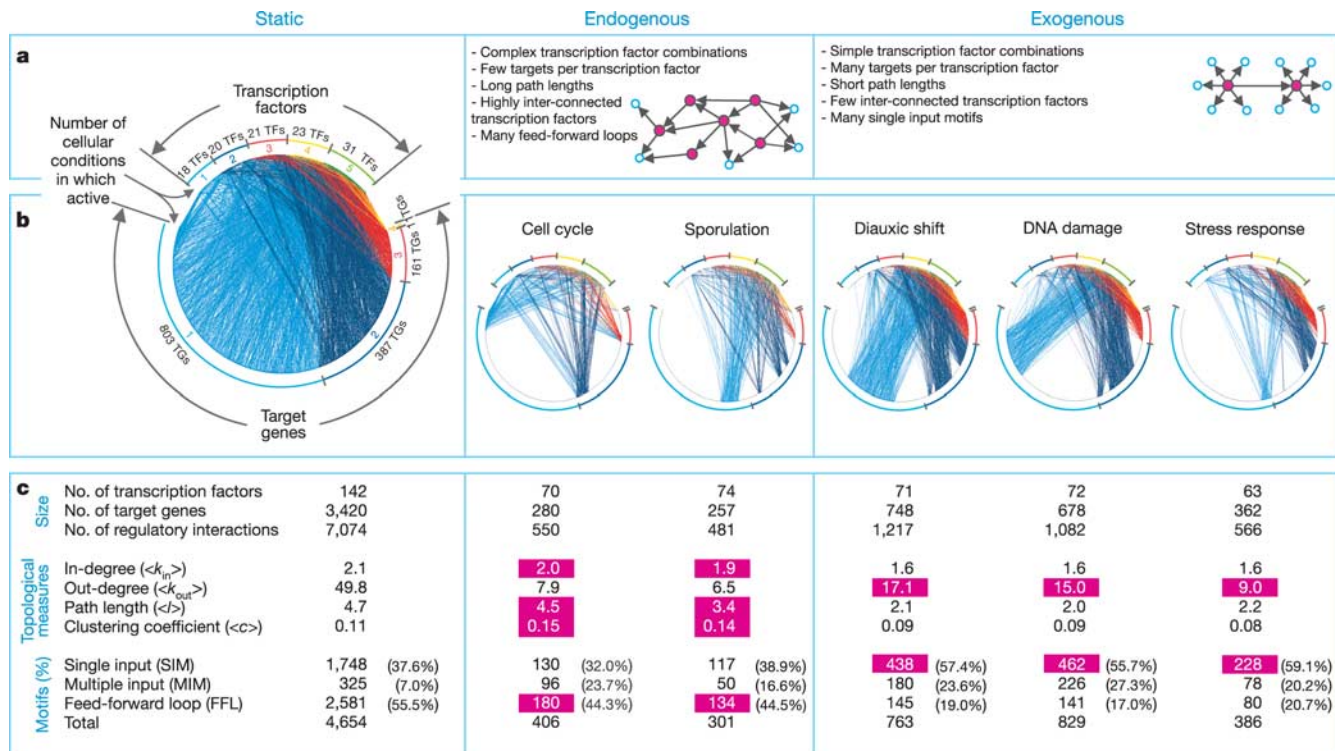 Static
Endogenous
Exogenous
a
Transcription
factors
Number of
cellular
conditions
in which
active
18 TFs
20 TFs
21 TFs
23 TFs
31 TFs
1
2
3
4
5
- Complex transcription factor combinations
- Few targets per transcription factor
- Long path lengths
- Highly inter-connected
transcription factors
- Many feed-forward loops
- Simple transcription factor combinations
- Many targets per transcription factor
- Short path lengths
- Few inter-connected transcription factors
- Many single input motifs
b
161 TGs
3
387 TGs
2
803 TGs
1
Target
genes
Cell cycle
Sporulation
Diauxic shift
DNA damage
Stress response
c
Size
No. of transcription factors 142 70 74 71 72 63
No. of target genes 3,420 280 257 748 678 362
No. of regulatory interactions 7,074 550 481 1,217 1,082 566
Topological
measures
In-degree (<kin>) 2.1 2.0 1.9 1.6 1.6 1.6
Out-degree (<kout>) 49.8 7.9 6.5 17.1 15.0 9.0
Path length (<l>) 4.7 4.5 3.4 2.1 2.0 2.2
Clustering coefficient (<c>) 0.11 0.15 0.14 0.09 0.09 0.08
Motifs (%)
Single input (SIM) 1,748 (37.6%) 130 (32.0%) 117 (38.9%) 438 (57.4%) 462 (55.7%) 228 (59.1%)
Multiple input (MIM) 325 (7.0%) 96 (23.7%) 50 (16.6%) 180 (23.6%) 226 (27.3%) 78 (20.2%)
Feed-forward loop (FFL) 2,581 (55.5%) 180 (44.3%) 134 (44.5%) 145 (19.0%) 141 (17.0%) 80 (20.7%)
Total 4,654 406 301 763 829 386